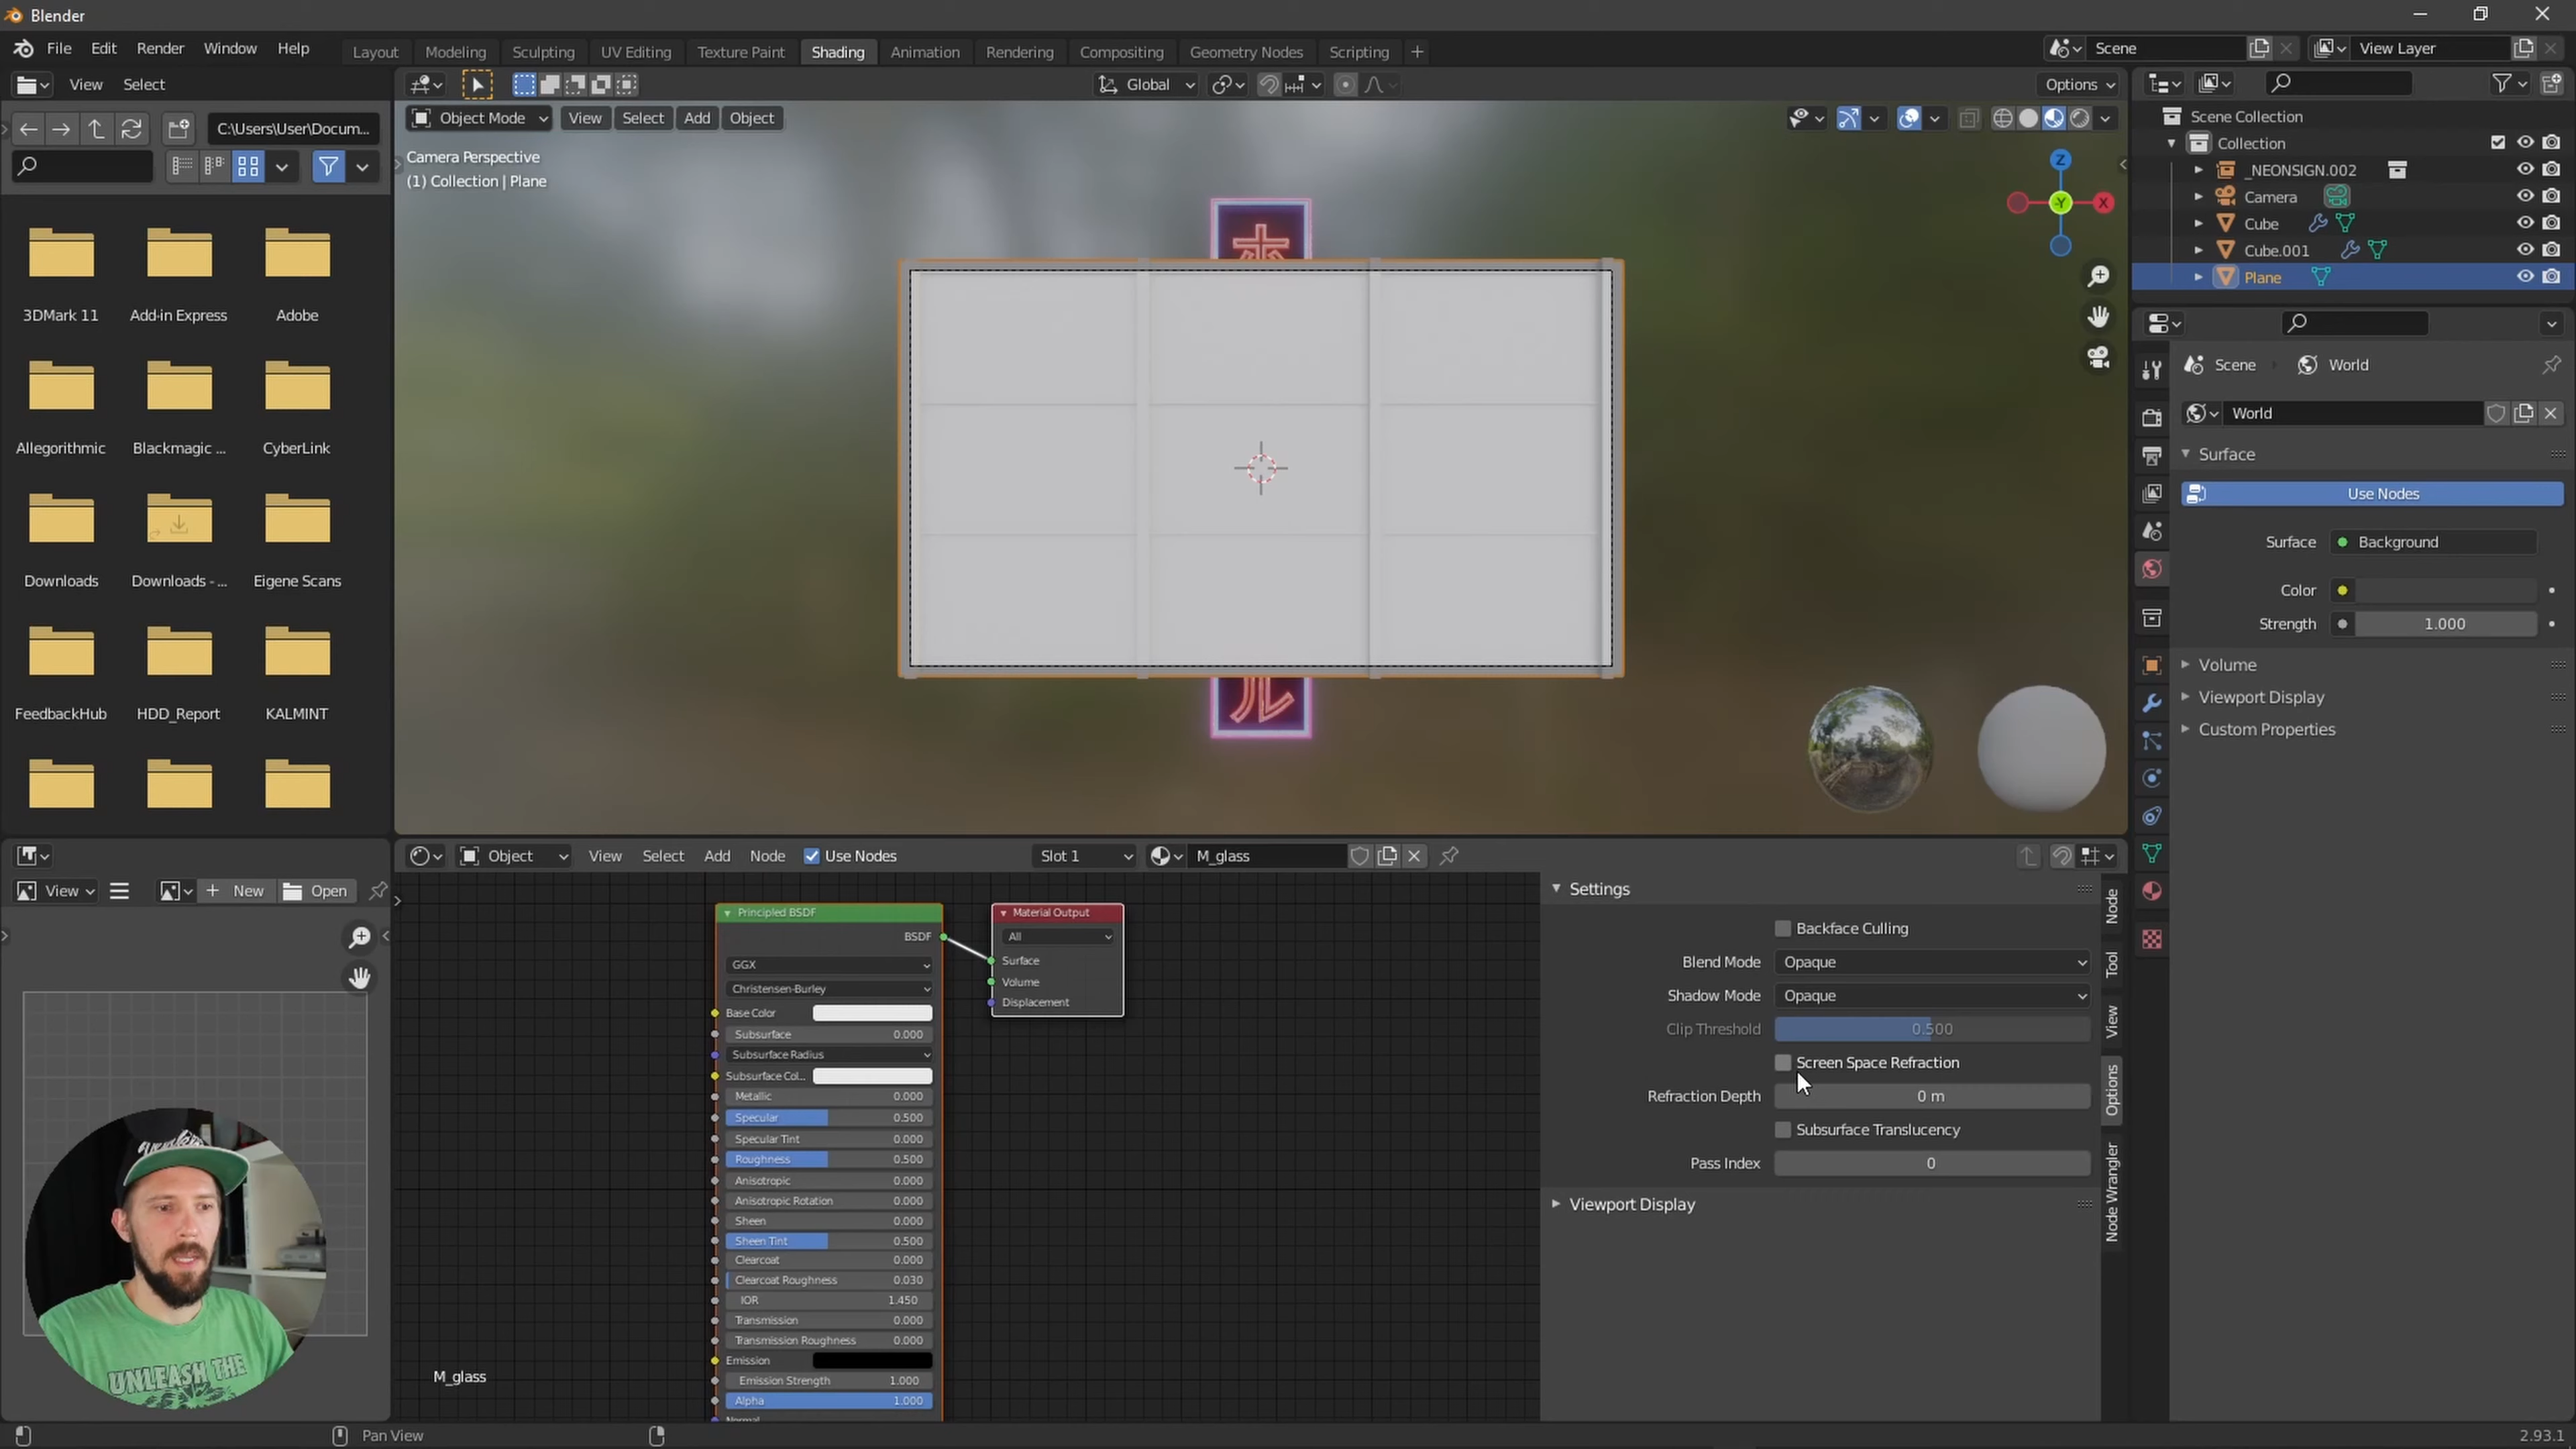 Blender
File Edit Render Window Help Layout Modeling Sculpting UV Editing Texture Paint Shading Animation Rendering Compositing Geometry Nodes Scripting + Scene View Layer
View Select Global Options
C:\Users\User\Docum... Object Mode View Select Add Object
Camera Perspective
(1) Collection | Plane
Z
-Y X
3DMark 11 Add-in Express Adobe
Allegorithmic Blackmagic ... CyberLink
Downloads Downloads - ... Eigene Scans
FeedbackHub HDD_Report KALMINT
ル
Scene Collection
Collection
_NEONSIGN.002
Camera
Cube
Cube.001
Plane
Scene World
World
Surface
Use Nodes
Surface Background
Color
Strength 1.000
Volume
Viewport Display
Custom Properties
View + New Open
Object View Select Add Node Use Nodes Slot 1 M_glass
Principled BSDF
BSDF
GGX
Christensen-Burley
Base Color
Subsurface 0.000
Subsurface Radius
Subsurface Col...
Metallic 0.000
Specular 0.500
Specular Tint 0.000
Roughness 0.500
Anisotropic 0.000
Anisotropic Rotation 0.000
Sheen 0.000
Sheen Tint 0.500
Clearcoat 0.000
Clearcoat Roughness 0.030
IOR 1.450
Transmission 0.000
Transmission Roughness 0.000
Emission
Emission Strength 1.000
Alpha 1.000
Normal
Material Output
All
Surface
Volume
Displacement
M_glass
Settings
Backface Culling
Blend Mode Opaque
Shadow Mode Opaque
Clip Threshold 0.500
Screen Space Refraction
Refraction Depth 0 m
Subsurface Translucency
Pass Index 0
Viewport Display
Node
Tool
View
Options
Node Wrangler
UNLEASH THE
Pan View
2.93.1